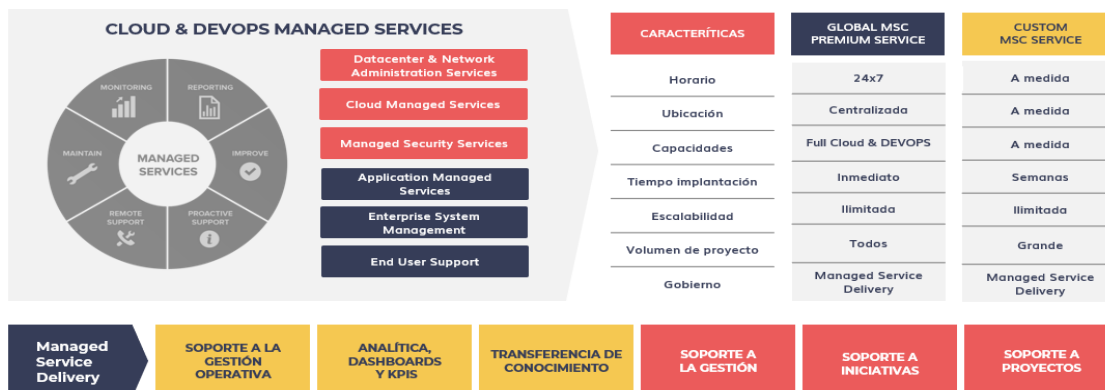 CLOUD & DEVOPS MANAGED SERVICES
MONITORING
REPORTING
MAINTAIN
IMPROVE
MANAGED
SERVICES
REMOTE
SUPPORT
PROACTIVE
SUPPORT
Datacenter & Network
Administration Services
Cloud Managed Services
Managed Security Services
Application Managed
Services
Enterprise System
Management
End User Support
CARACTERÍTICAS
GLOBAL MSC
PREMIUM SERVICE
CUSTOM
MSC SERVICE
Horario
24x7
A medida
Ubicación
Centralizada
A medida
Capacidades
Full Cloud & DEVOPS
A medida
Tiempo implantación
Inmediato
Semanas
Escalabilidad
Ilimitada
Ilimitada
Volumen de proyecto
Todos
Grande
Gobierno
Managed Service
Delivery
Managed Service
Delivery
Managed
Service
Delivery
SOPORTE A LA
GESTIÓN
OPERATIVA
ANALÍTICA,
DASHBOARDS
Y KPIS
TRANSFERENCIA DE
CONOCIMIENTO
SOPORTE A
LA GESTIÓN
SOPORTE A
INICIATIVAS
SOPORTE A
PROYECTOS